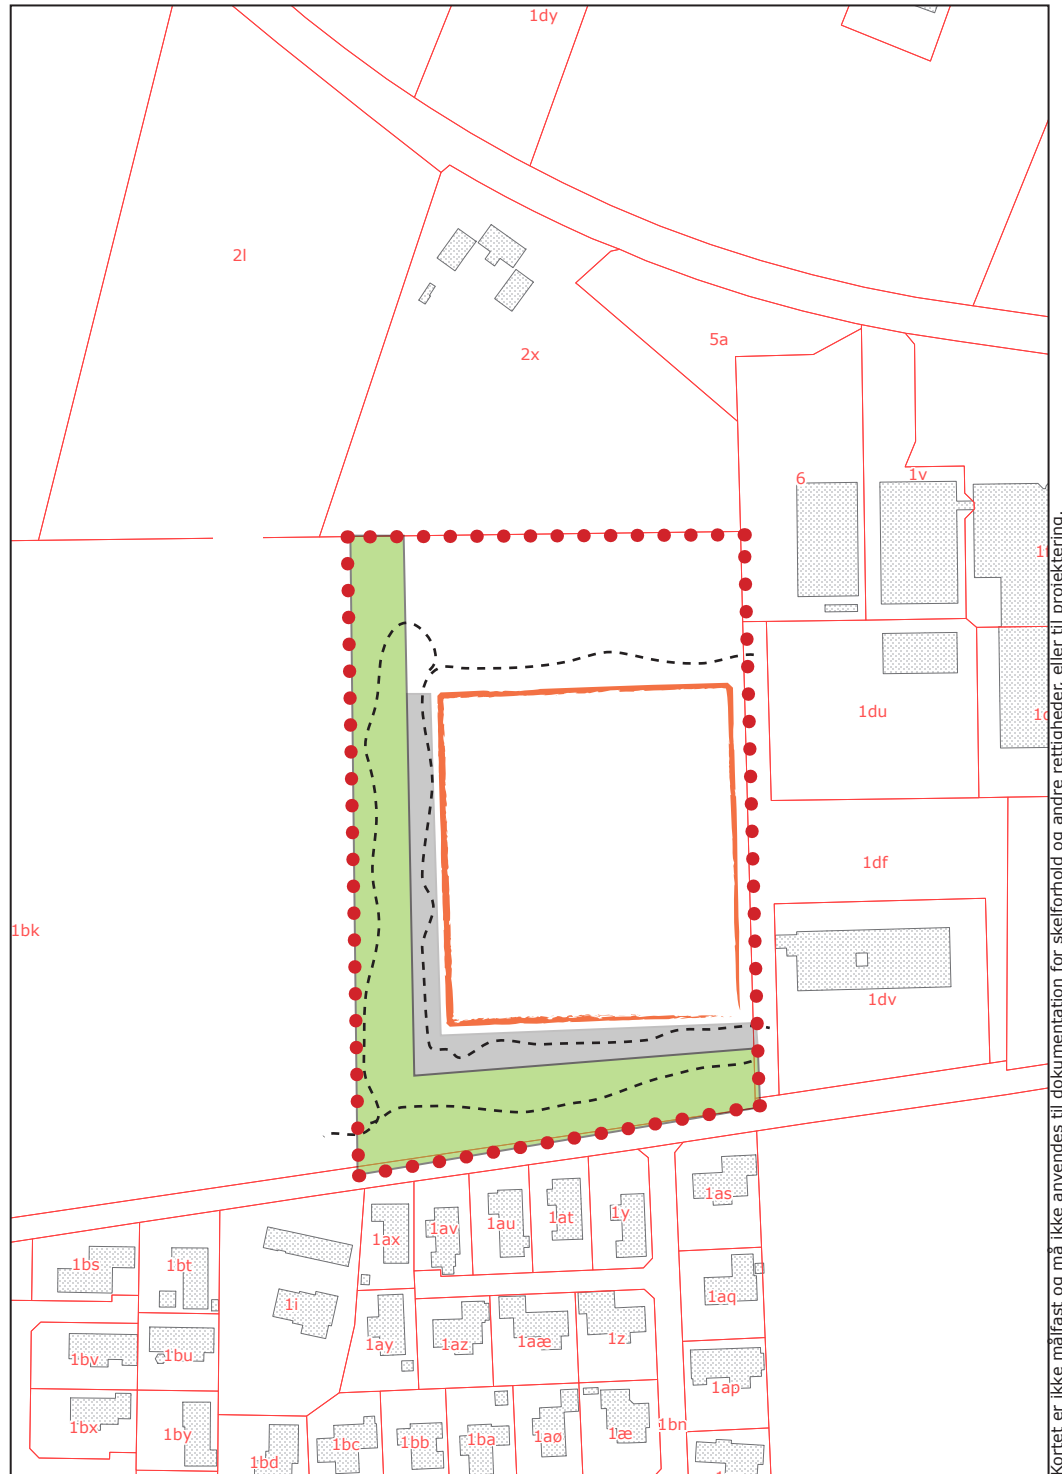 1dy
2l
2x
5a
6
1v
1du
1df
1bk
1dv
1as
1y
1at
1au
1av
1ax
1bs
1bt
1aq
1i
1ay
1az
1aæ
1z
1bv
1bu
1ap
1bx
1by
1bc
1bb
1ba
1aø
1æ
1bn
1bd
Kortet er ikke målfast og må ikke anvendes til dokumentation for skelforhold og andre rettigheder, eller til projektering.